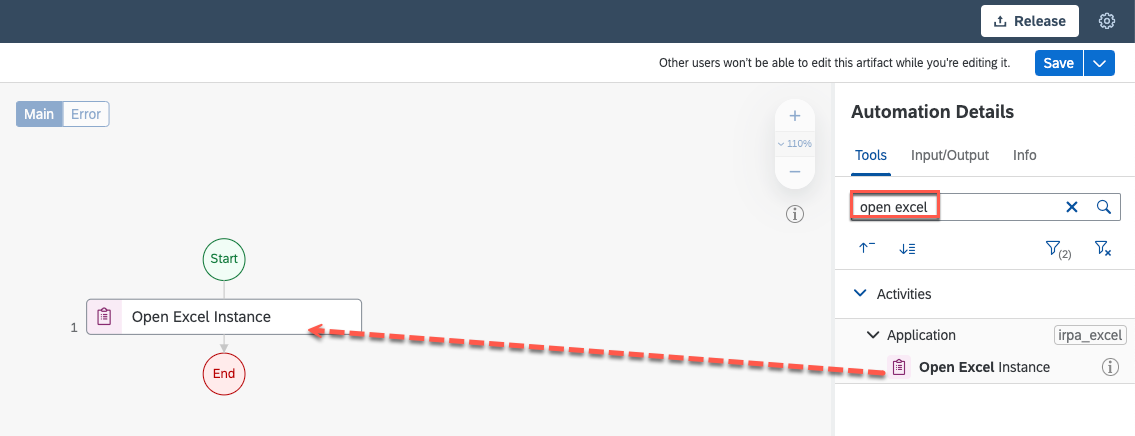 Release
Other users won't be able to edit this artifact while you're editing it.
Save
Main
Error
110%
Start
1
Open Excel Instance
End
Automation Details
Tools
Input/Output
Info
open excel
(2)
Activities
Application
irpa_excel
Open Excel Instance